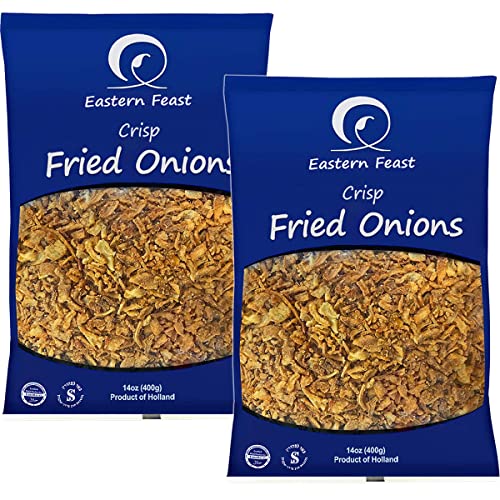 Eastern Feast
Crisp
Fried Onions
14oz (400g)
Product of Holland
Eastern Feast
Crisp
Fried Onions
14oz (400g)
Product of Holland